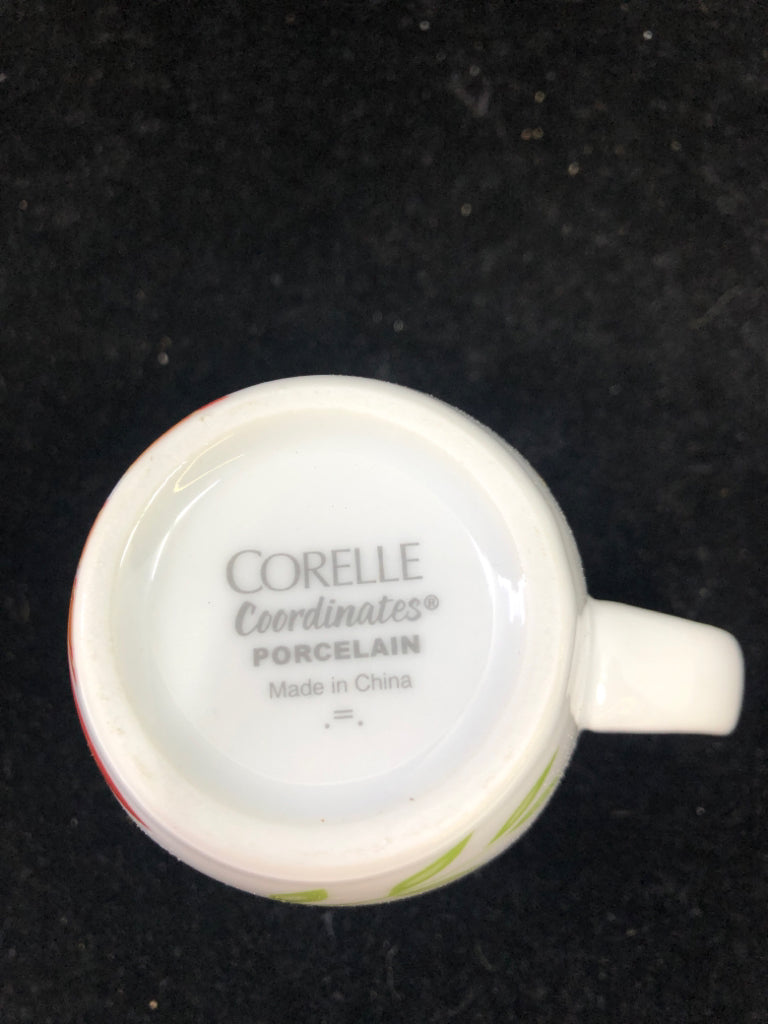 CORELLE
Coordinates®
PORCELAIN
Made in China
.=.